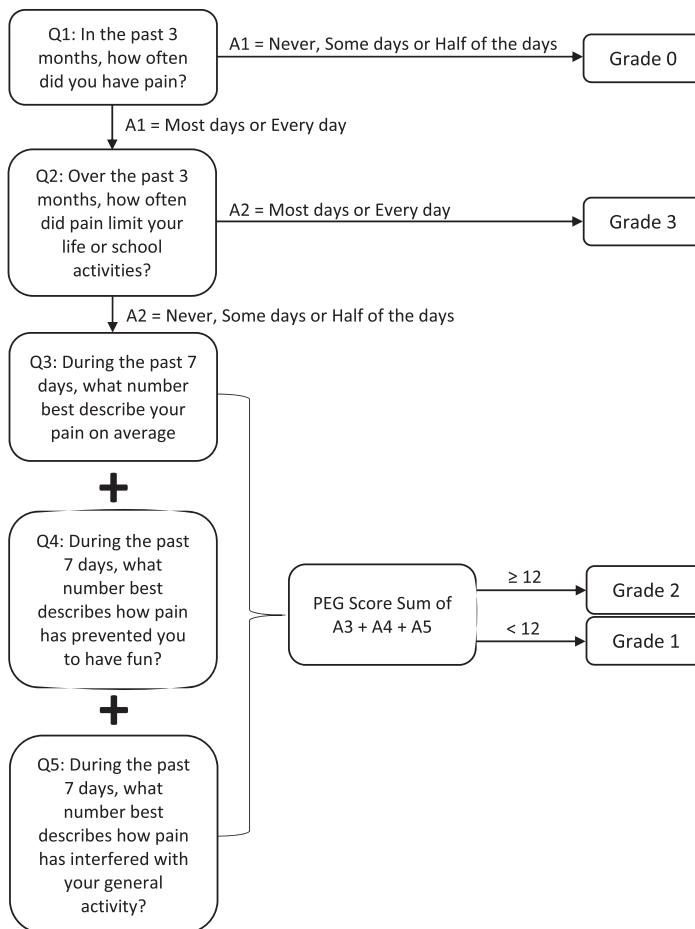 Q1: In the past 3
months, how often
did you have pain?
A1 = Never, Some days or Half of the days
Grade 0
A1 = Most days or Every day
Q2: Over the past 3
months, how often
did pain limit your
life or school
activities?
A2 = Most days or Every day
Grade 3
A2 = Never, Some days or Half of the days
Q3: During the past 7
days, what number
best describe your
pain on average
+
Q4: During the past
7 days, what
number best
describes how pain
has prevented you
to have fun?
+
Q5: During the past
7 days, what
number best
describes how pain
has interfered with
your general
activity?
PEG Score Sum of
A3 + A4 + A5
≥ 12
Grade 2
< 12
Grade 1